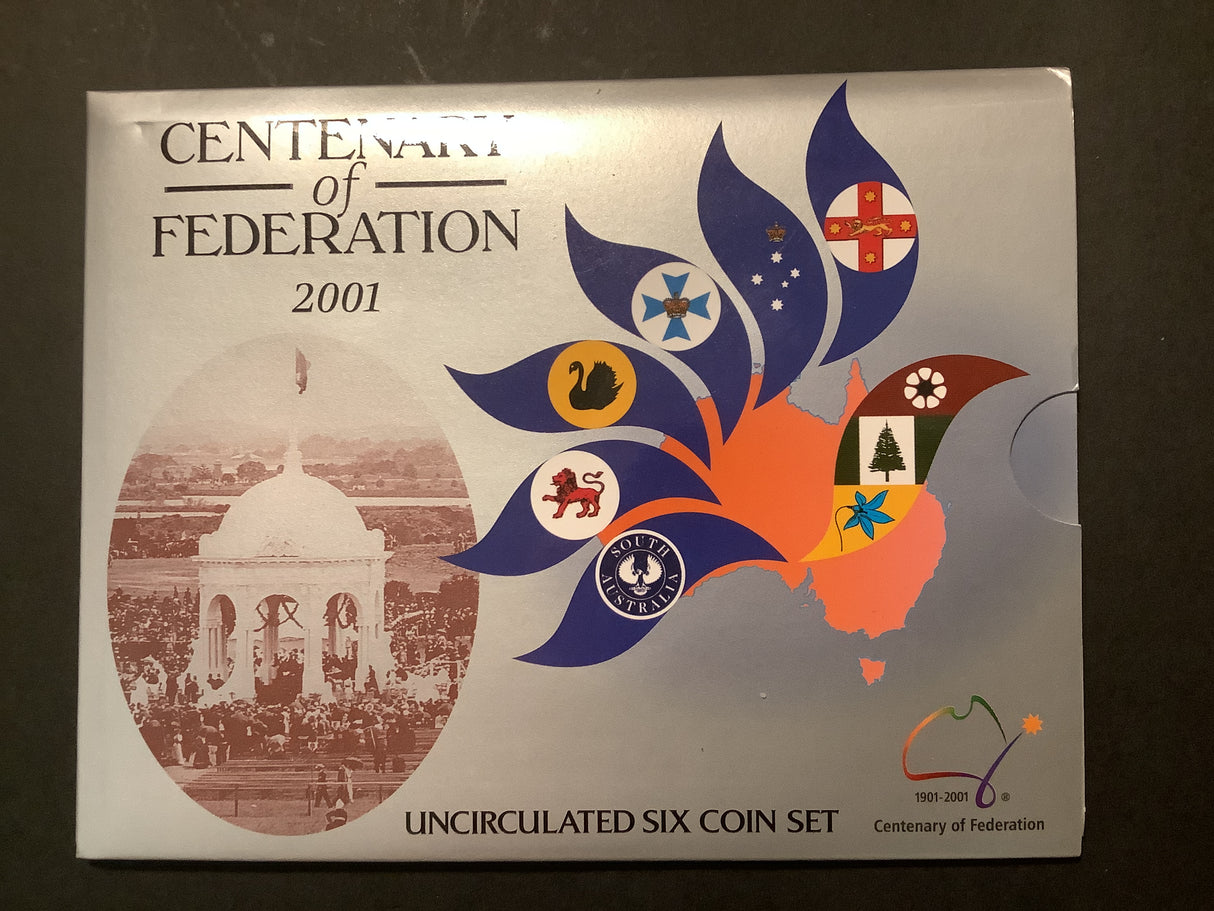 CENTENARY
of
FEDERATION
2001
SOUTH
AUSTRALIA
UNCIRCULATED SIX COIN SET
1901-2001 ®
Centenary of Federation